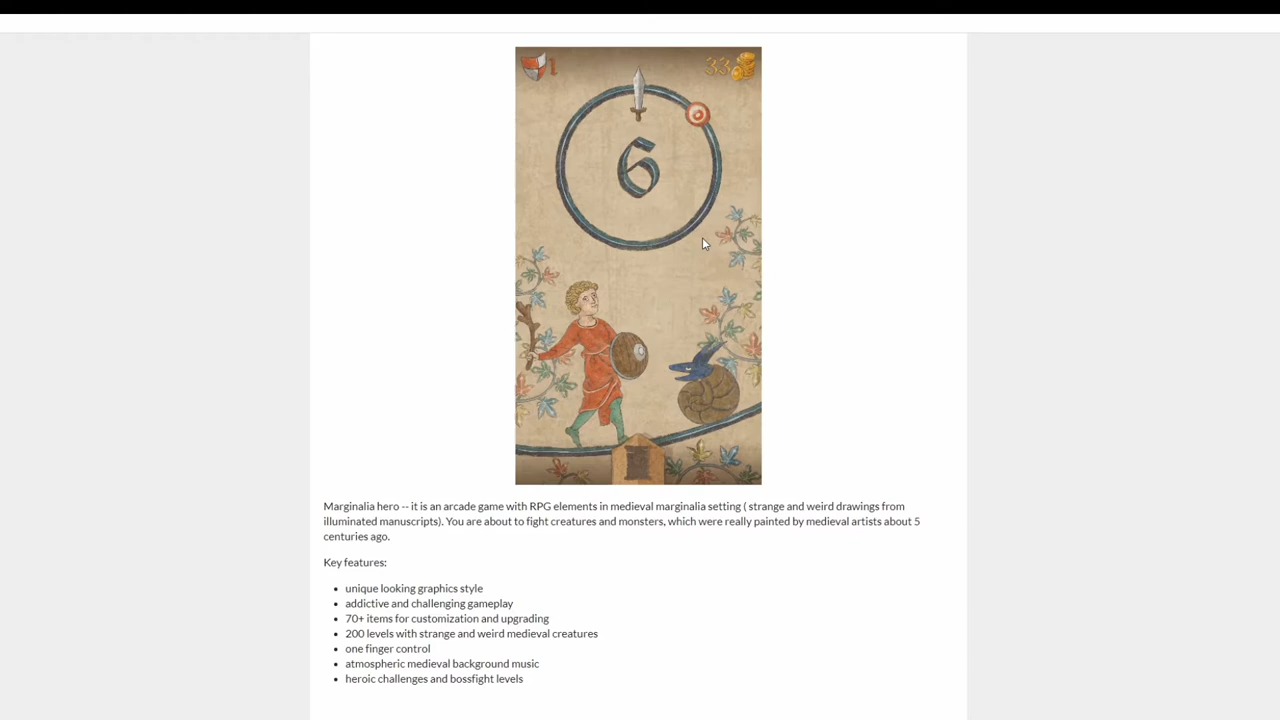 1
33
6
Marginalia hero -- it is an arcade game with RPG elements in medieval marginalia setting ( strange and weird drawings from
illuminated manuscripts). You are about to fight creatures and monsters, which were really painted by medieval artists about 5
centuries ago.
Key features:
unique looking graphics style
addictive and challenging gameplay
70+ items for customization and upgrading
200 levels with strange and weird medieval creatures
one finger control
atmospheric medieval background music
heroic challenges and bossfight levels